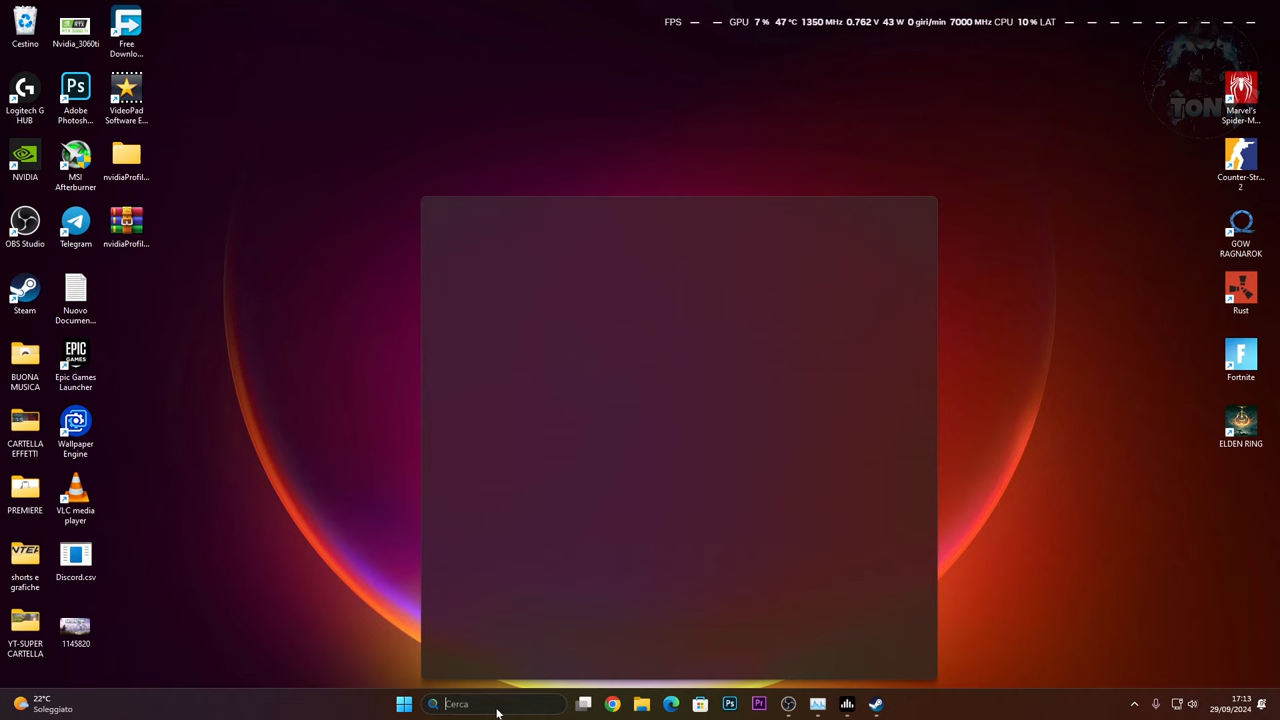 FPS — — GPU 7 % 47 °C 1350 MHz 0.762 V 43 W 0 giri/min 7000 MHz CPU 10 % LAT — — — — — — — —
Cestino
Nvidia_3060ti
Free
Downlo...
Logitech G
HUB
Adobe
Photosh...
VideoPad
Software E...
NVIDIA
MSI
Afterburner
nvidiaProfil...
OBS Studio
Telegram
nvidiaProfil...
Steam
Nuovo
Documen...
BUONA
MUSICA
Epic Games
Launcher
CARTELLA
EFFETTI
Wallpaper
Engine
PREMIERE
VLC media
player
shorts e
grafiche
Discord.csv
YT-SUPER
CARTELLA
1145820
TON
Marvel's
Spider-M...
Counter-Str...
2
GOW
RAGNAROK
Rust
Fortnite
ELDEN RING
22°C
Soleggiato
Cerca
17:13
29/09/2024